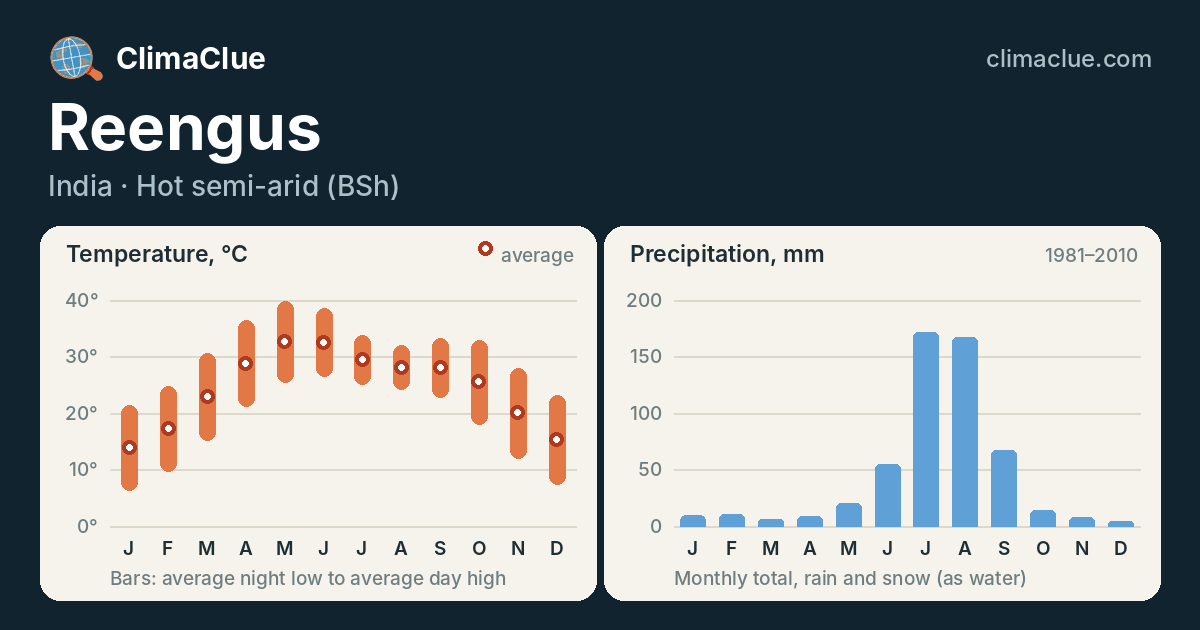 ClimaClue
climaclue.com
Reengus
India · Hot semi-arid (BSh)
Temperature, °C
average
40°
30°
20°
10°
0°
J F M A M J J A S O N D
Bars: average night low to average day high
Precipitation, mm
1981–2010
200
150
100
50
0
J F M A M J J A S O N D
Monthly total, rain and snow (as water)